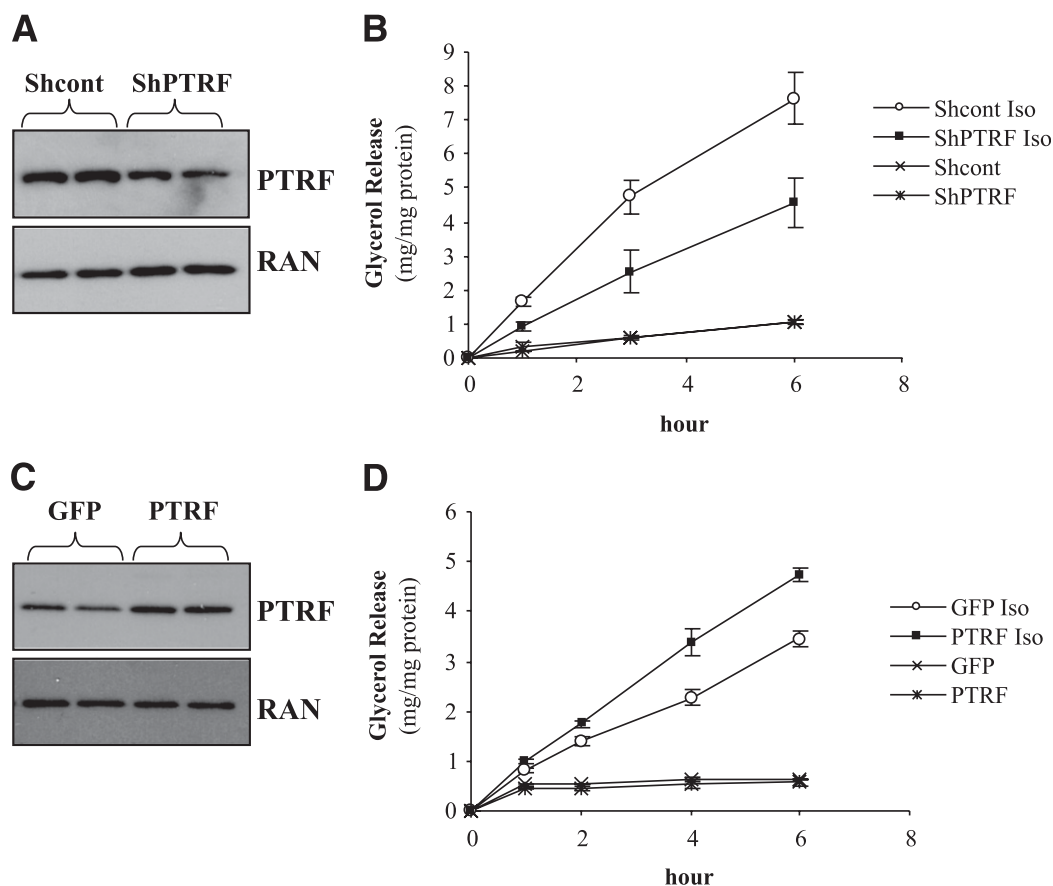 A
Shcont ShPTRF
PTRF
RAN
B
Glycerol Release
(mg/mg protein)
9
8
7
6
5
4
3
2
1
0
0 2 4 6 8
hour
Shcont Iso
ShPTRF Iso
Shcont
ShPTRF
C
GFP PTRF
PTRF
RAN
D
Glycerol Release
(mg/mg protein)
6
5
4
3
2
1
0
0 2 4 6 8
hour
GFP Iso
PTRF Iso
GFP
PTRF